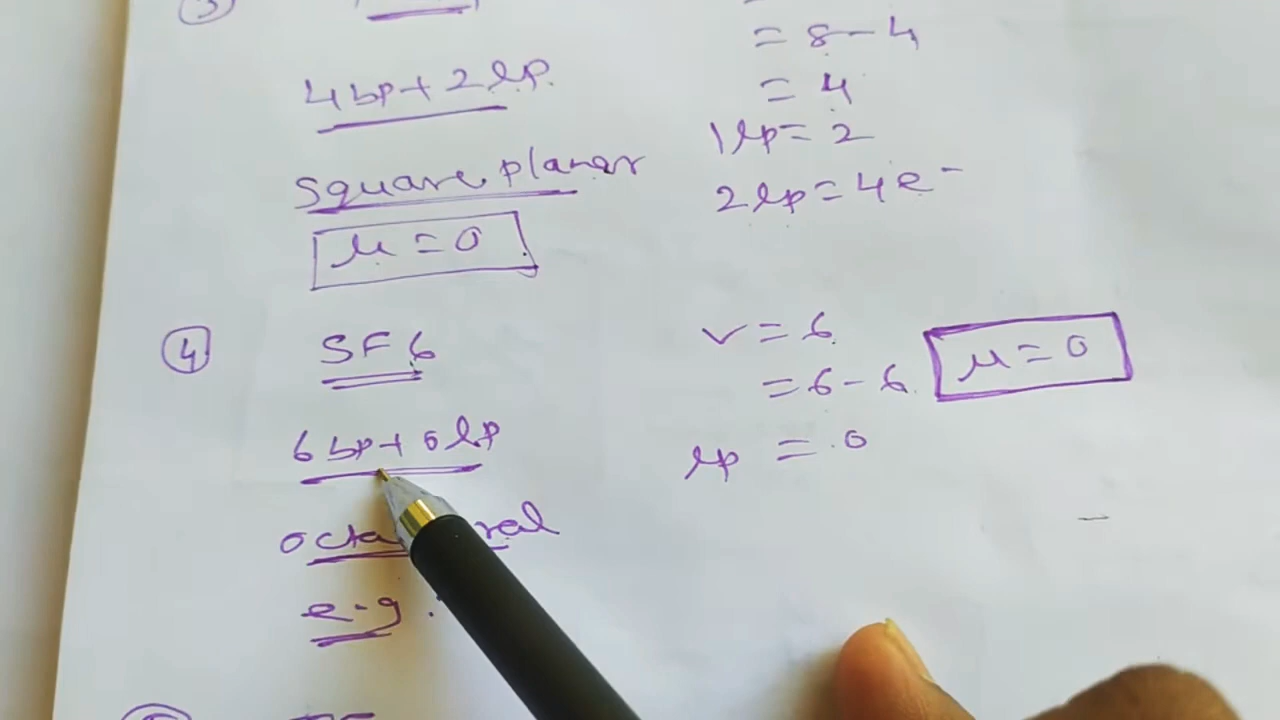 3
= 8 - 4
4bp + 2lp.
= 4
1lp = 2
square planar
2lp = 4e-
μ = 0
4 SF6
v = 6
= 6 - 6
μ = 0
6bp + 0lp
lp = 0
e.g.